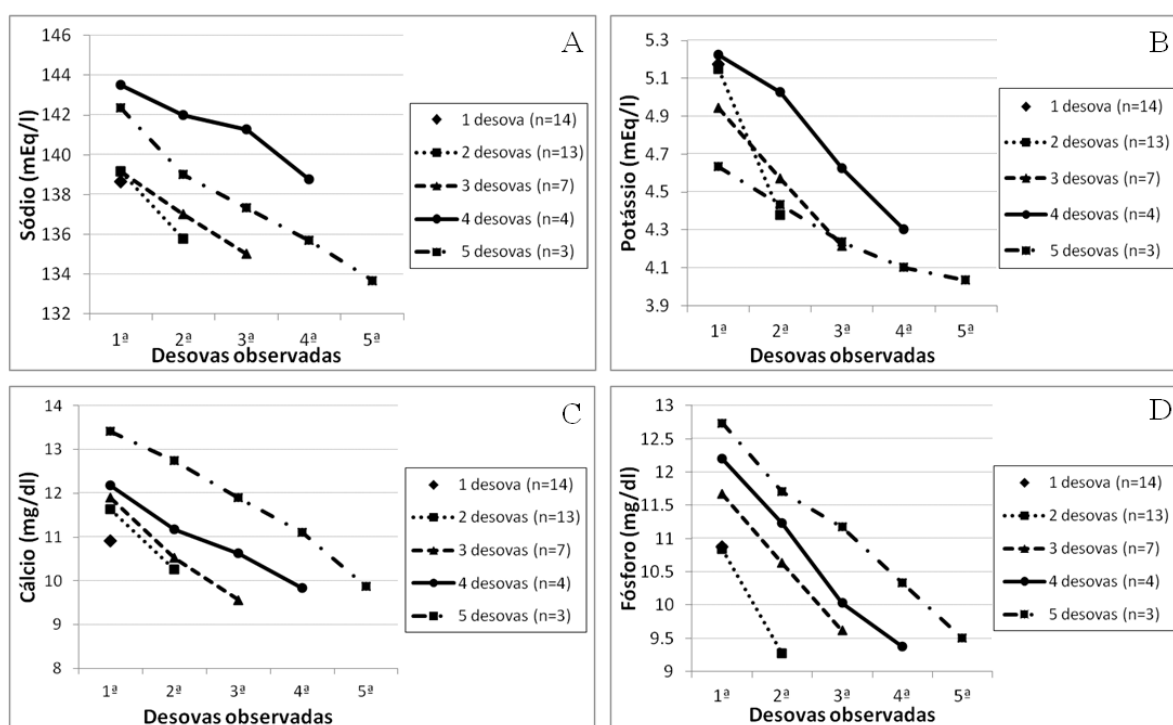 A
Sódio (mEq/l)
146
144
142
140
138
136
134
132
1ª 2ª 3ª 4ª 5ª
Desovas observadas
1 desova (n=14)
2 desovas (n=13)
3 desovas (n=7)
4 desovas (n=4)
5 desovas (n=3)
B
Potássio (mEq/l)
5.3
5.1
4.9
4.7
4.5
4.3
4.1
3.9
1ª 2ª 3ª 4ª 5ª
Desovas observadas
1 desova (n=14)
2 desovas (n=13)
3 desovas (n=7)
4 desovas (n=4)
5 desovas (n=3)
C
Cálcio (mg/dl)
14
13
12
11
10
9
8
1ª 2ª 3ª 4ª 5ª
Desovas observadas
1 desova (n=14)
2 desovas (n=13)
3 desovas (n=7)
4 desovas (n=4)
5 desovas (n=3)
D
Fósforo (mg/dl)
13
12.5
12
11.5
11
10.5
10
9.5
9
1ª 2ª 3ª 4ª 5ª
Desovas observadas
1 desova (n=14)
2 desovas (n=13)
3 desovas (n=7)
4 desovas (n=4)
5 desovas (n=3)